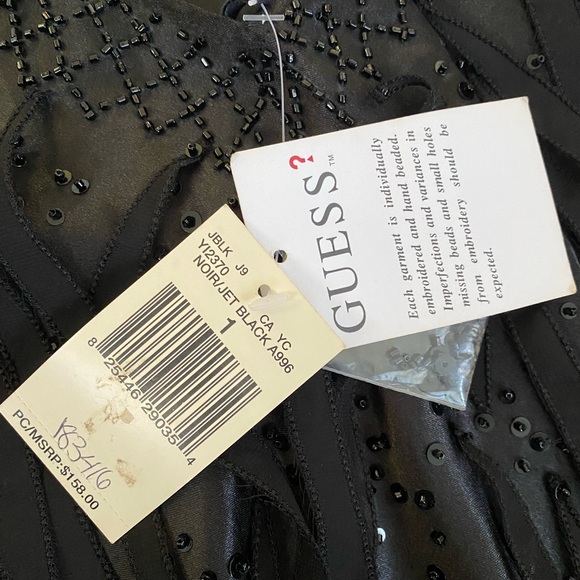 GUESS?™
Each garment is individually
embroidered and hand beaded.
Imperfections and variances in
missing beads and small holes
from embroidery should be
expected.
JBLK J9
YI2370 CA YC
NOIR/JET BLACK A996
1
8 25446 29035 4
183416
PC/MSRP:$158.00